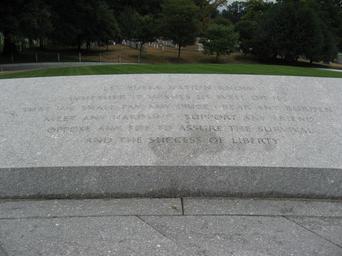 LET EVERY NATION KNOW
WHETHER IT WISHES US WELL OR ILL
THAT WE SHALL PAY ANY PRICE · BEAR ANY BURDEN
MEET ANY HARDSHIP · SUPPORT ANY FRIEND
OPPOSE ANY FOE TO ASSURE THE SURVIVAL
AND THE SUCCESS OF LIBERTY